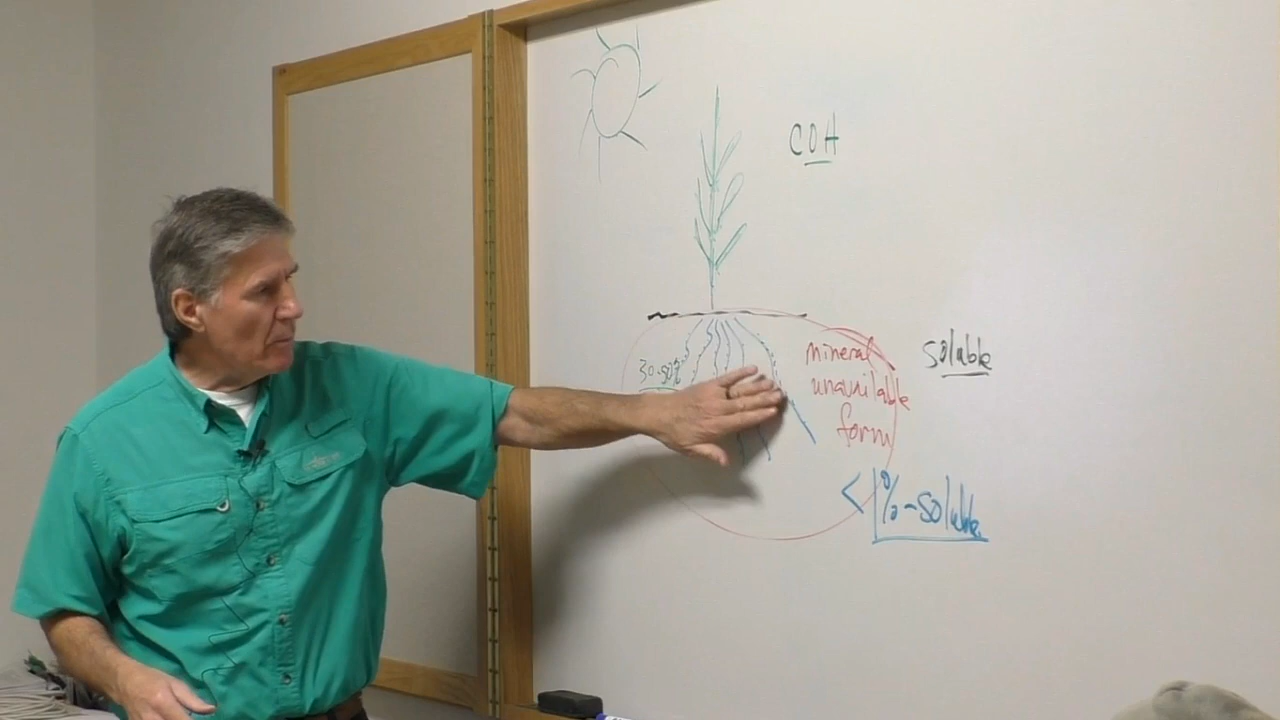 COH
30-50%
mineral
unavailable
form
soluble
<1%-soluble